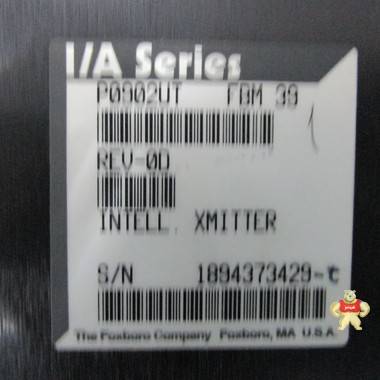 I/A Series
P0902UT FBM 39
REV-0D
INTELL. XMITTER
S/N 1894373429-C
The Foxboro Company Foxboro, MA U.S.A